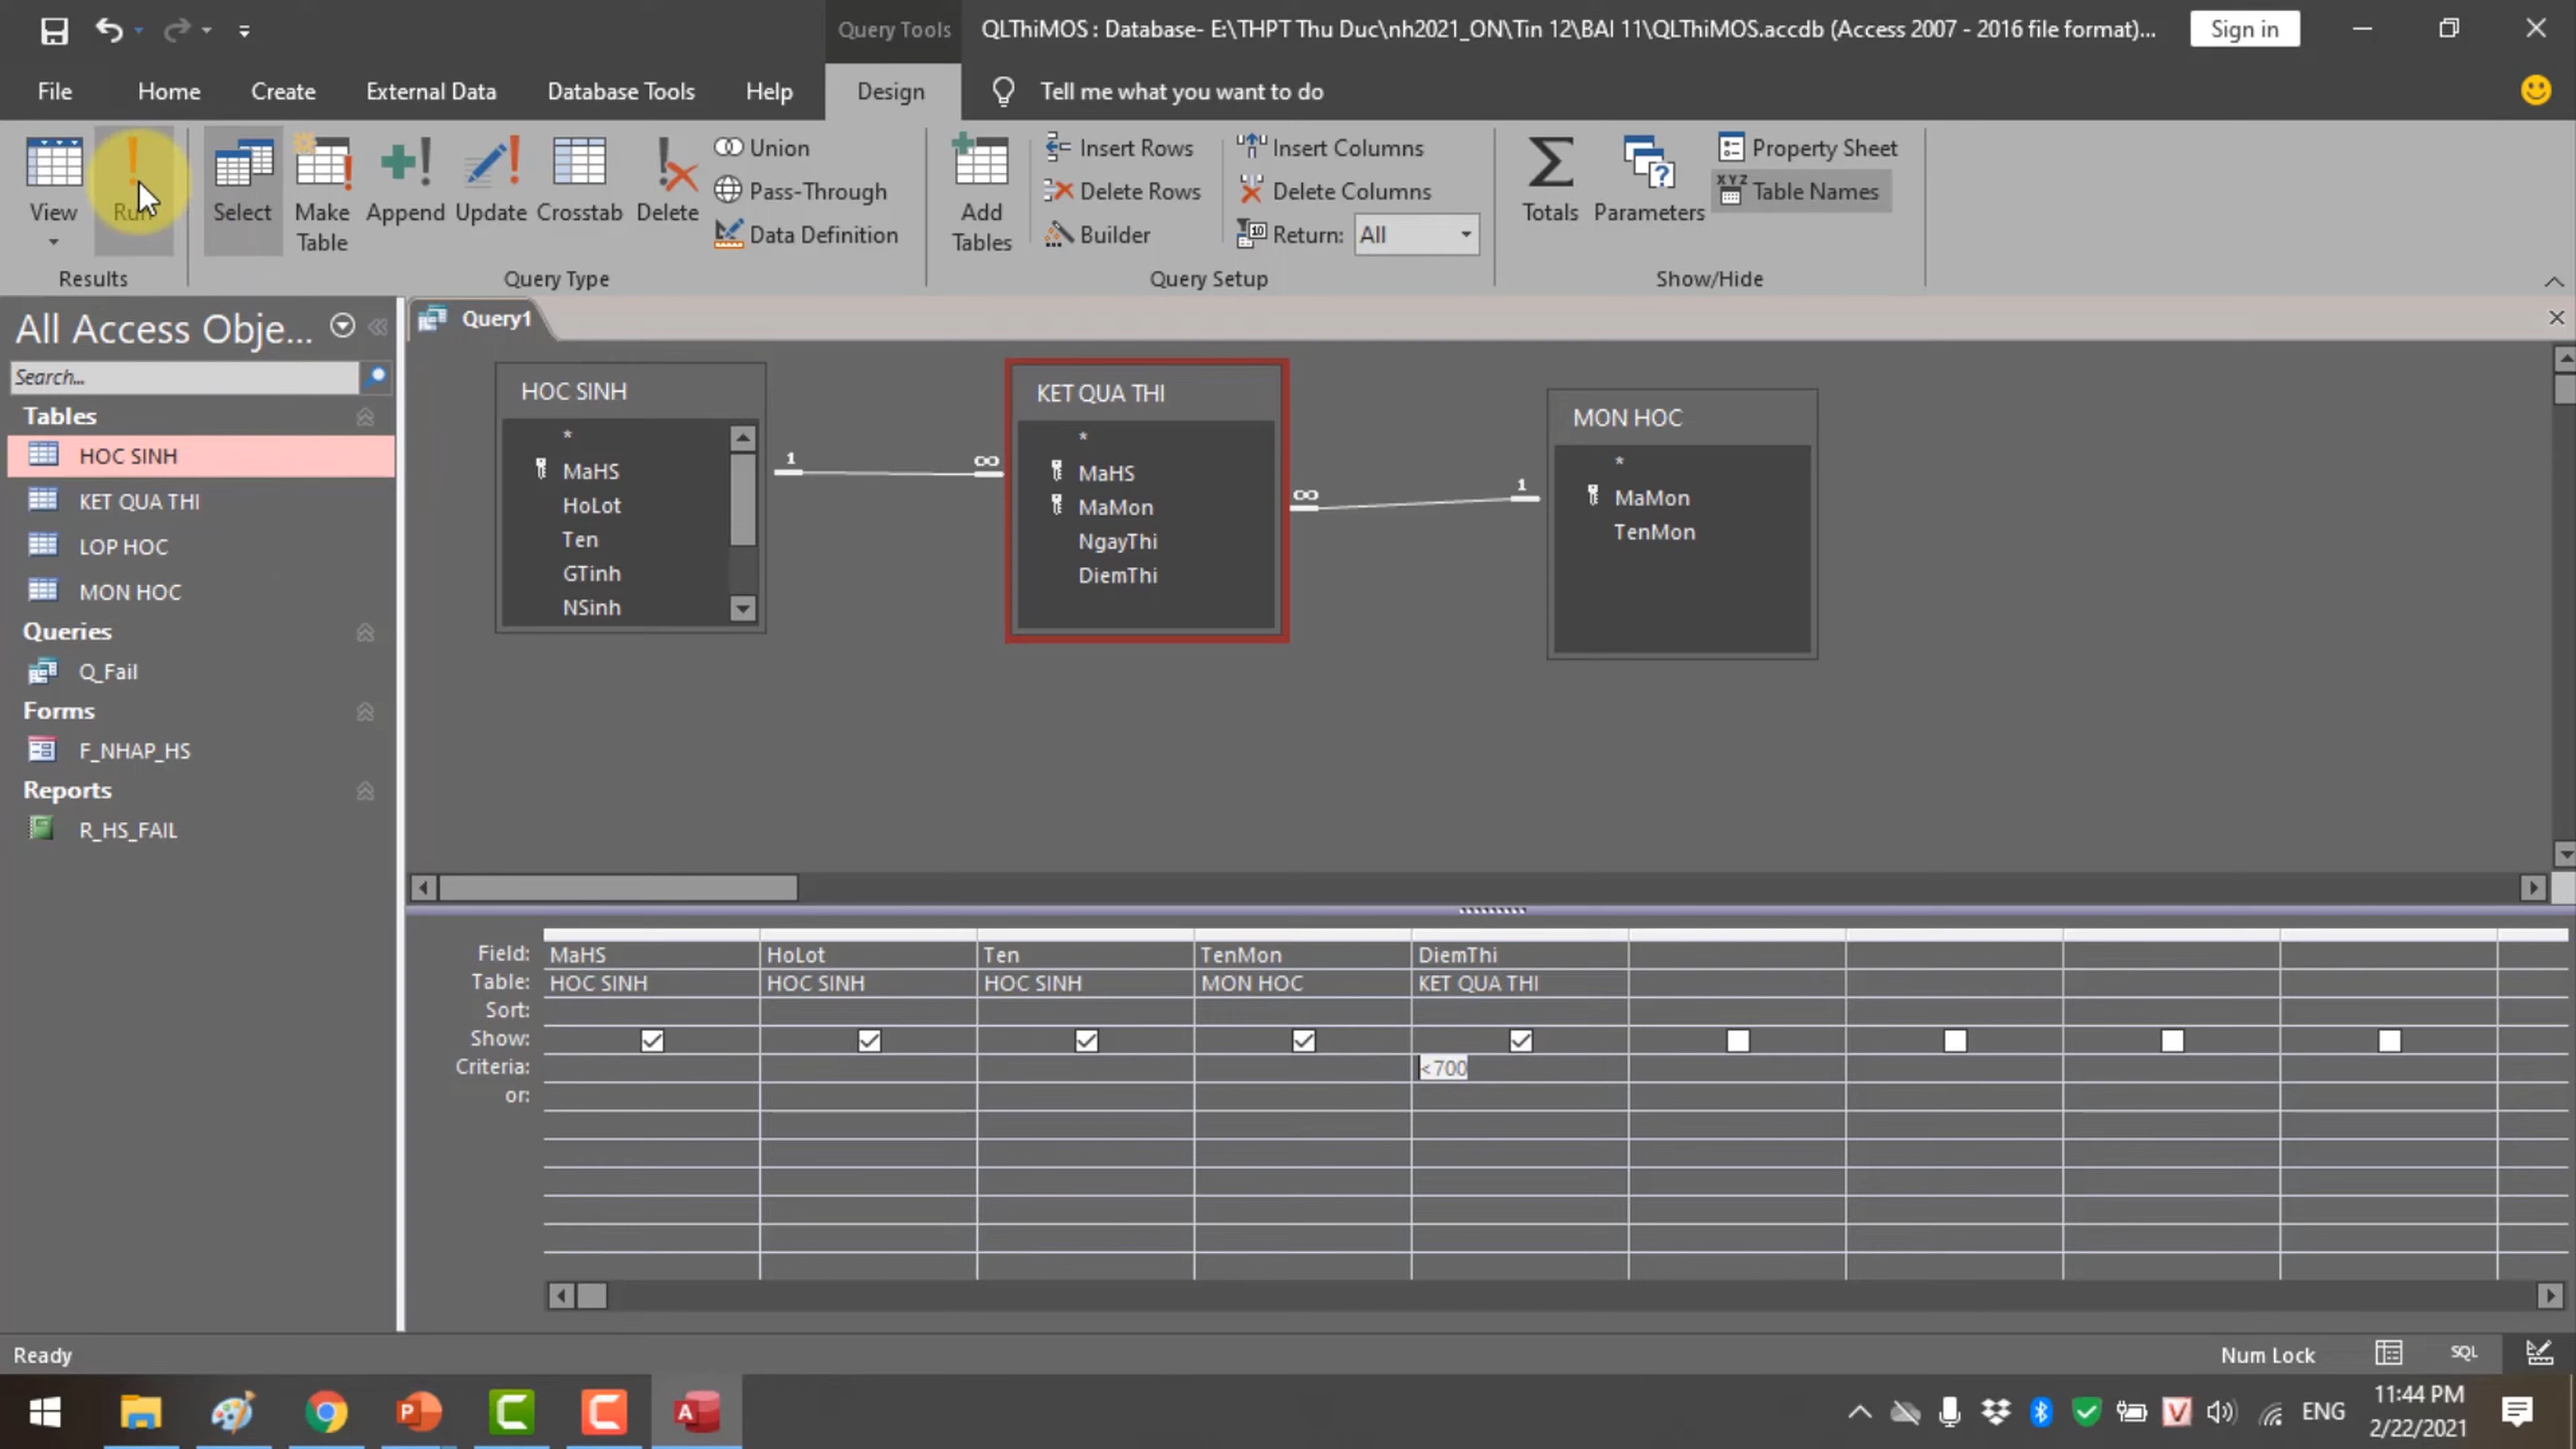 Query Tools
QLThiMOS : Database- E:\THPT Thu Duc\nh2021_ON\Tin 12\BAI 11\QLThiMOS.accdb (Access 2007 - 2016 file format)...
Sign in
File Home Create External Data Database Tools Help Design Tell me what you want to do
View
Run
Results
Select
Make Table
Append
Update
Crosstab
Delete
Union
Pass-Through
Data Definition
Query Type
Add Tables
Insert Rows
Delete Rows
Builder
Insert Columns
Delete Columns
Return: All
Query Setup
Totals
Parameters
Property Sheet
Table Names
Show/Hide
All Access Obje...
Search...
Tables
HOC SINH
KET QUA THI
LOP HOC
MON HOC
Queries
Q_Fail
Forms
F_NHAP_HS
Reports
R_HS_FAIL
Query1
HOC SINH
*
MaHS
HoLot
Ten
GTinh
NSinh
1 ∞
KET QUA THI
*
MaHS
MaMon
NgayThi
DiemThi
∞ 1
MON HOC
*
MaMon
TenMon
Field: MaHS HoLot Ten TenMon DiemThi
Table: HOC SINH HOC SINH HOC SINH MON HOC KET QUA THI
Sort:
Show:
Criteria: <700
or:
Ready
Num Lock
SQL
ENG
11:44 PM
2/22/2021